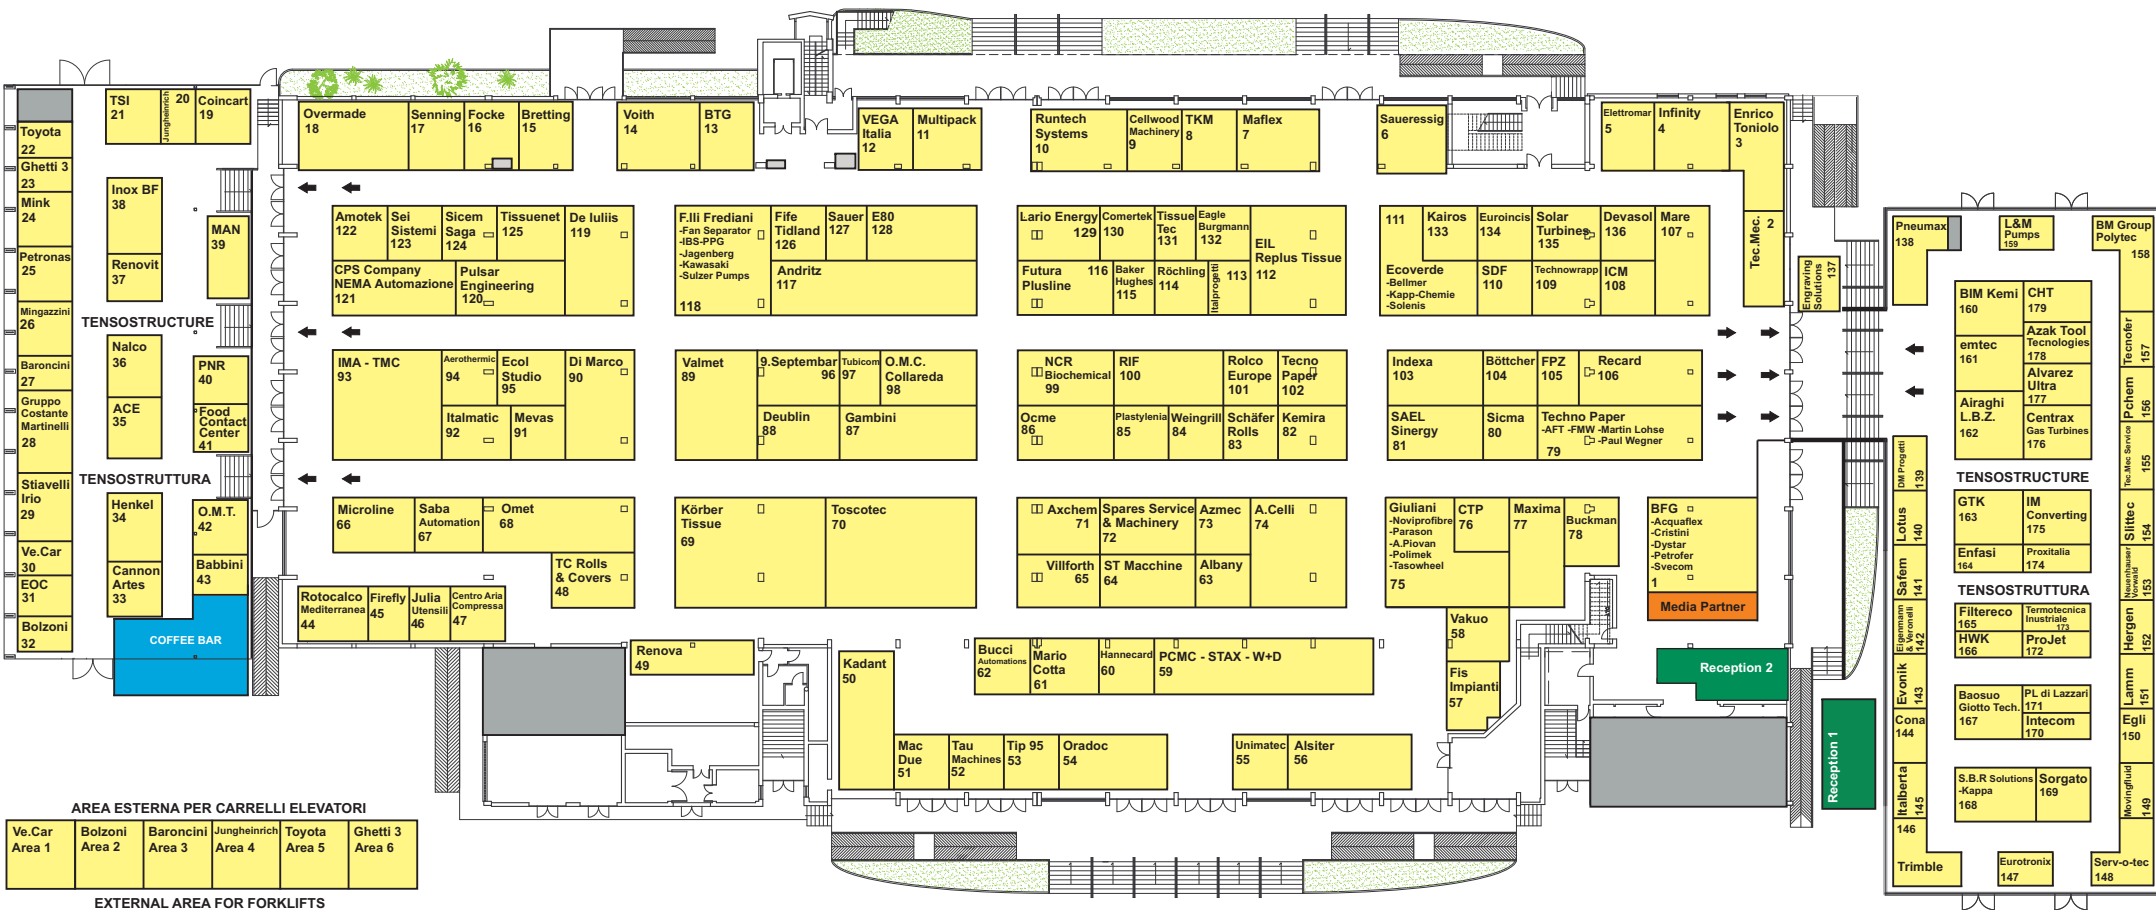 TSI
21
Jungheinrich 20
Coincart
19
Toyota
22
Ghetti 3
23
Mink
24
Petronas
25
Mingazzini
26
Baroncini
27
Gruppo
Costante
Martinelli
28
Stiavelli
Irio
29
Ve.Car
30
EOC
31
Bolzoni
32
Inox BF
38
Renovit
37
MAN
39
TENSOSTRUCTURE
Nalco
36
ACE
35
PNR
40
Food
Contact
Center
41
TENSOSTRUTTURA
Henkel
34
Cannon
Artes
33
O.M.T.
42
Babbini
43
COFFEE BAR
Overmade
18
Senning
17
Focke
16
Bretting
15
Voith
14
BTG
13
VEGA
Italia
12
Multipack
11
Runtech
Systems
10
Cellwood
Machinery
9
TKM
8
Maflex
7
Saueressig
6
Elettromar
5
Infinity
4
Enrico
Toniolo
3
Tec.Mec. 2
Amotek
122
Sei
Sistemi
123
Sicem
Saga
124
Tissuenet
125
De Iuliis
119
CPS Company
NEMA Automazione
121
Pulsar
Engineering
120
F.lli Frediani
-Fan Separator
-IBS-PPG
-Jagenberg
-Kawasaki
-Sulzer Pumps
118
Fife
Tidland
126
Sauer
127
E80
128
Andritz
117
Lario Energy
129
Comertek
130
Tissue
Tec
131
Eagle
Burgmann
132
EIL
Replus Tissue
112
Futura 116
Plusline
Baker
Hughes
115
Röchling
114
Italprogetti 113
111
Ecoverde
-Bellmer
-Kapp-Chemie
-Solenis
Kairos
133
Euroincis
134
Solar
Turbines
135
Devasol
136
Mare
107
SDF
110
Technowrapp
109
ICM
108
Engraving
Solutions 137
IMA - TMC
93
Aerothermic
94
Ecol
Studio
95
Di Marco
90
Italmatic
92
Mevas
91
Valmet
89
9.Septembar
96
Tubicom
97
O.M.C.
Collareda
98
Deublin
88
Gambini
87
NCR
Biochemical
99
RIF
100
Rolco
Europe
101
Tecno
Paper
102
Ocme
86
Plastylenia
85
Weingrill
84
Schäfer
Rolls
83
Kemira
82
Indexa
103
Böttcher
104
FPZ
105
Recard
106
SAEL
Sinergy
81
Sicma
80
Techno Paper
-AFT -FMW -Martin Lohse
-Paul Wegner
79
Microline
66
Saba
Automation
67
Omet
68
TC Rolls
& Covers
48
Rotocalco
Mediterranea
44
Firefly
45
Julia
Utensili
46
Centro Aria
Compressa
47
Körber
Tissue
69
Toscotec
70
Axchem
71
Spares Service
& Machinery
72
Azmec
73
A.Celli
74
Villforth
65
ST Macchine
64
Albany
63
Giuliani
-Noviprofibre
-Parason
-A.Piovan
-Polimek
-Tasowheel
75
CTP
76
Maxima
77
Buckman
78
BFG
-Acquaflex
-Cristini
-Dystar
-Petrofer
-Svecom
1
Media Partner
Vakuo
58
Fis
Impianti
57
Reception 2
Reception 1
Renova
49
Kadant
50
Bucci
Automations
62
Mario
Cotta
61
Hannecard
60
PCMC - STAX - W+D
59
Mac
Due
51
Tau
Machines
52
Tip 95
53
Oradoc
54
Unimatec
55
Alsiter
56
Pneumax
138
L&M
Pumps
159
BM Group
Polytec
158
BIM Kemi
160
CHT
179
Azak Tool
Tecnologies
178
emtec
161
Alvarez
Ultra
177
Airaghi
L.B.Z.
162
Centrax
Gas Turbines
176
Tecnofer 157
Pchem 156
Tec.Mec Service 155
Slittec 154
Neuenhauser
Vorwald 153
Hergen 152
Lamm 151
Egli
150
Movingfluid 149
DM Progetti 139
Lotus 140
Safem 141
Eigenmann
& Veronelli 142
Evonik 143
Cona
144
Italberta 145
146
Trimble
TENSOSTRUCTURE
GTK
163
IM
Converting
175
Enfasi
164
Proxitalia
174
TENSOSTRUTTURA
Filtereco
165
Termotecnica
Inustriale
173
HWK
166
ProJet
172
Baosuo
Giotto Tech.
167
PL di Lazzari
171
Intecom
170
S.B.R Solutions
-Kappa
168
Sorgato
169
Eurotronix
147
Serv-o-tec
148
AREA ESTERNA PER CARRELLI ELEVATORI
Ve.Car
Area 1
Bolzoni
Area 2
Baroncini
Area 3
Jungheinrich
Area 4
Toyota
Area 5
Ghetti 3
Area 6
EXTERNAL AREA FOR FORKLIFTS